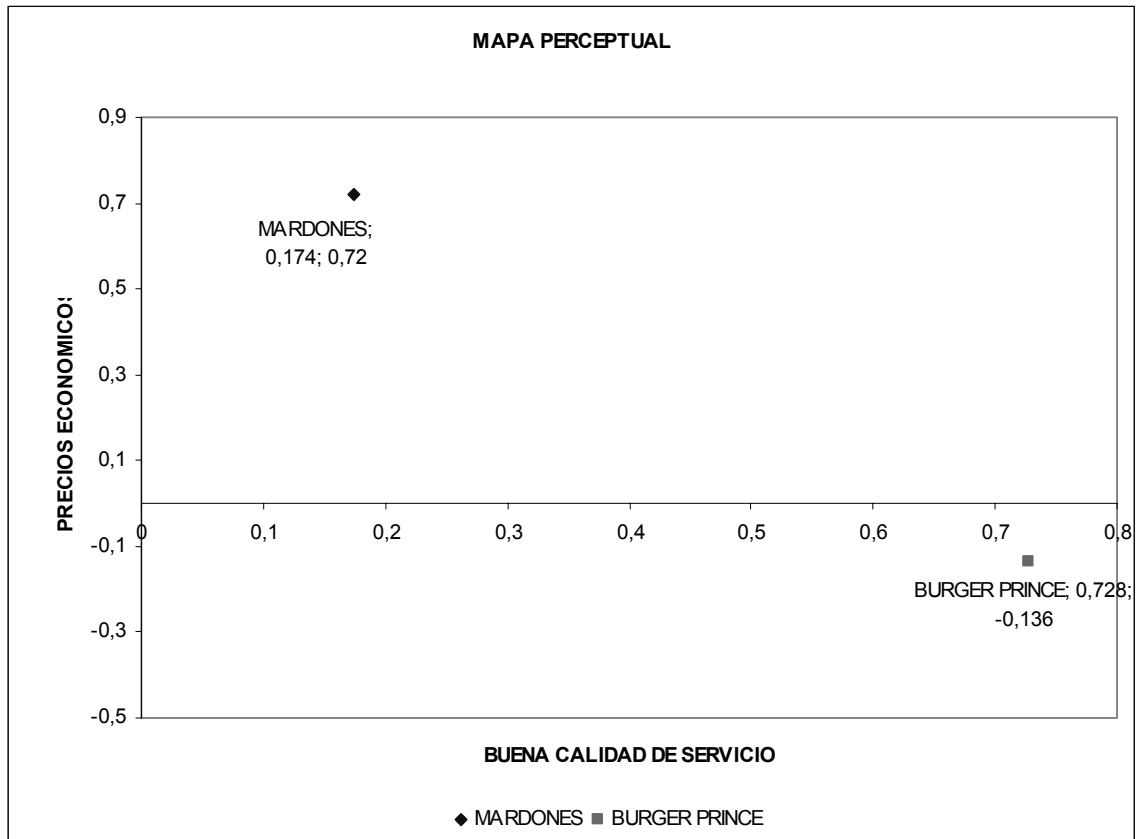 MAPA PERCEPTUAL
0,9
0,7
0,5
0,3
0,1
-0,1
-0,3
-0,5
PRECIOS ECONOMICOS
MARDONES;
0,174; 0,72
0 0,1 0,2 0,3 0,4 0,5 0,6 0,7 0,8
BURGER PRINCE; 0,728;
-0,136
BUENA CALIDAD DE SERVICIO
MARDONES BURGER PRINCE